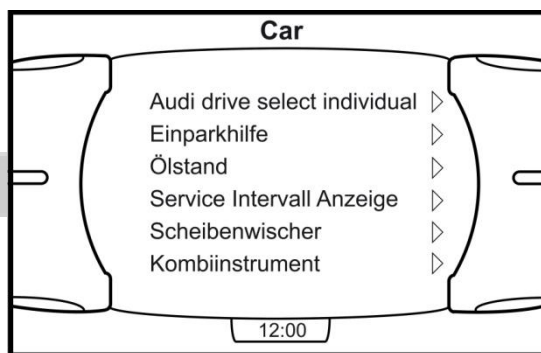 Car
Audi drive select individual
Einparkhilfe
Ölstand
Service Intervall Anzeige
Scheibenwischer
Kombiinstrument
12:00